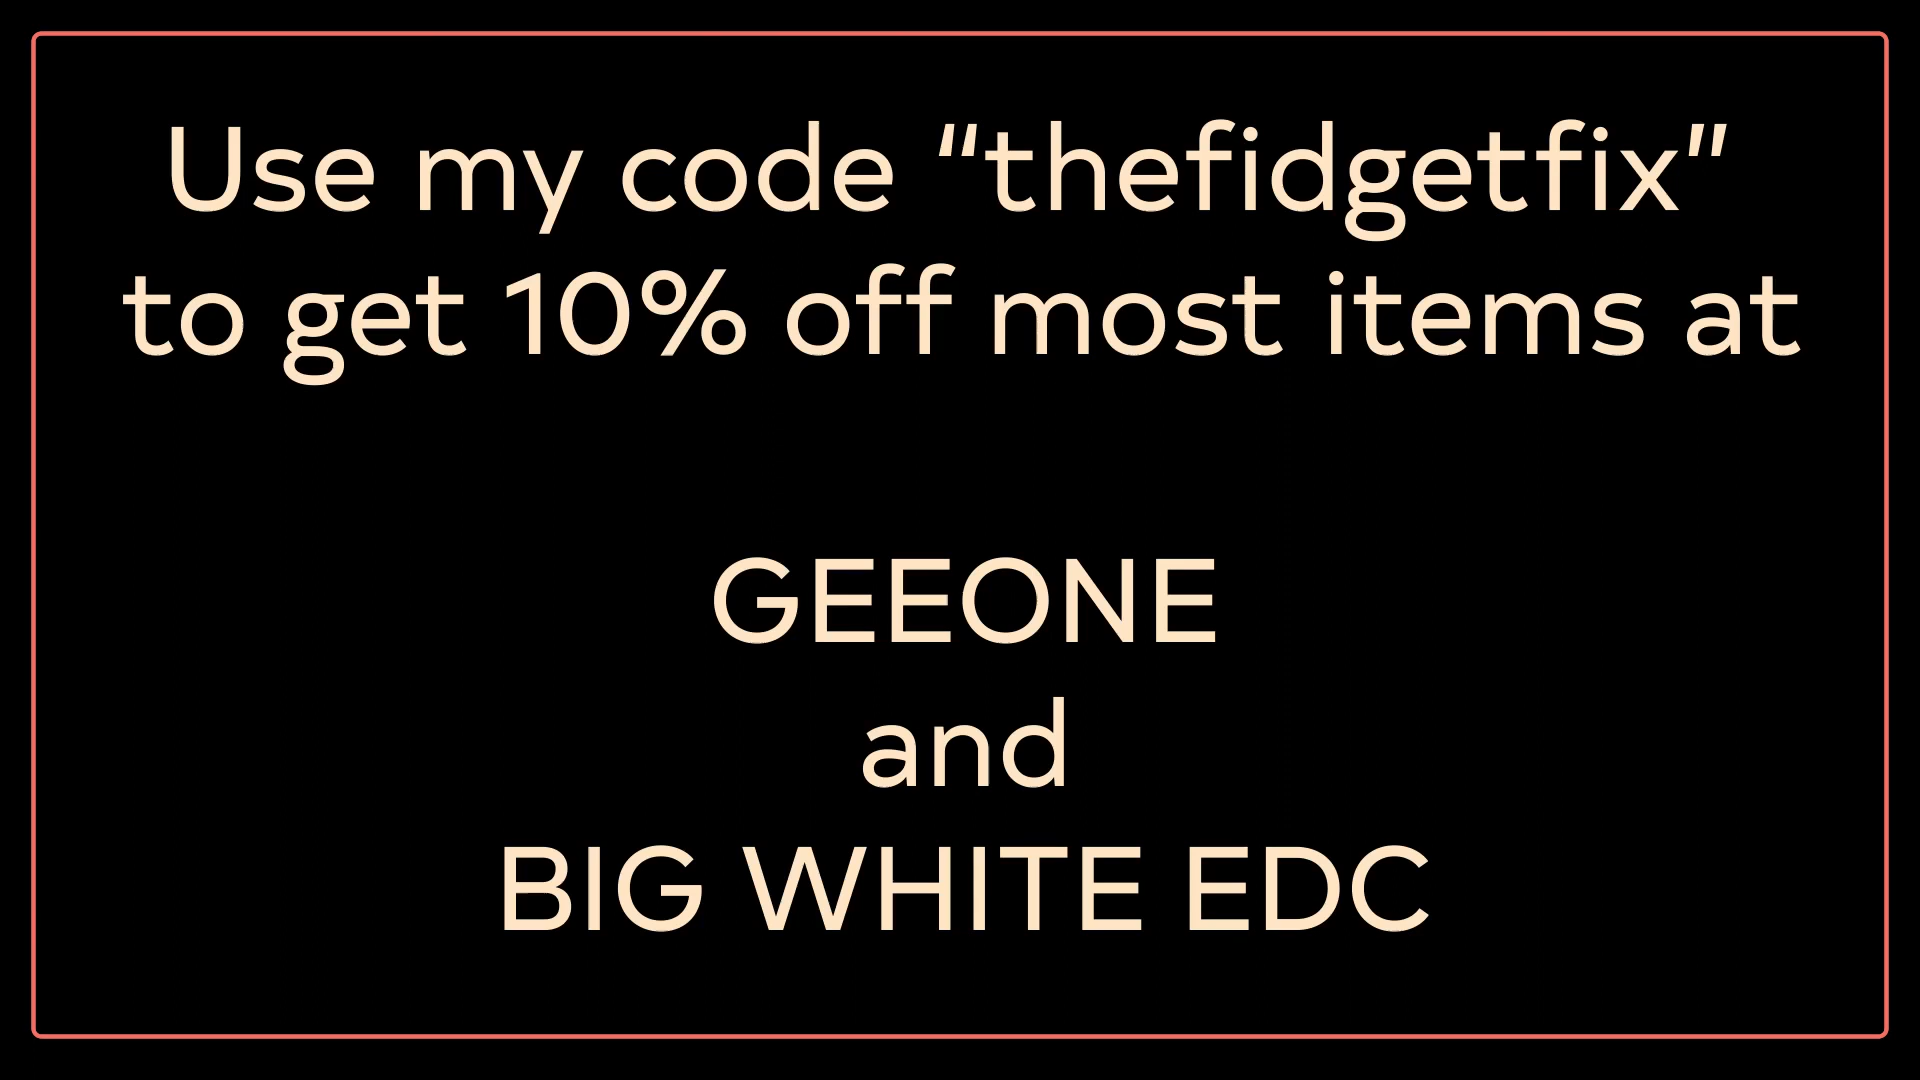 Use my code “thefidgetfix”
to get 10% off most items at
GEEONE
and
BIG WHITE EDC